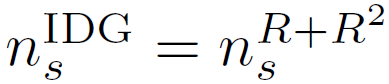 n_s^{IDG} = n_s^{R+R^2}